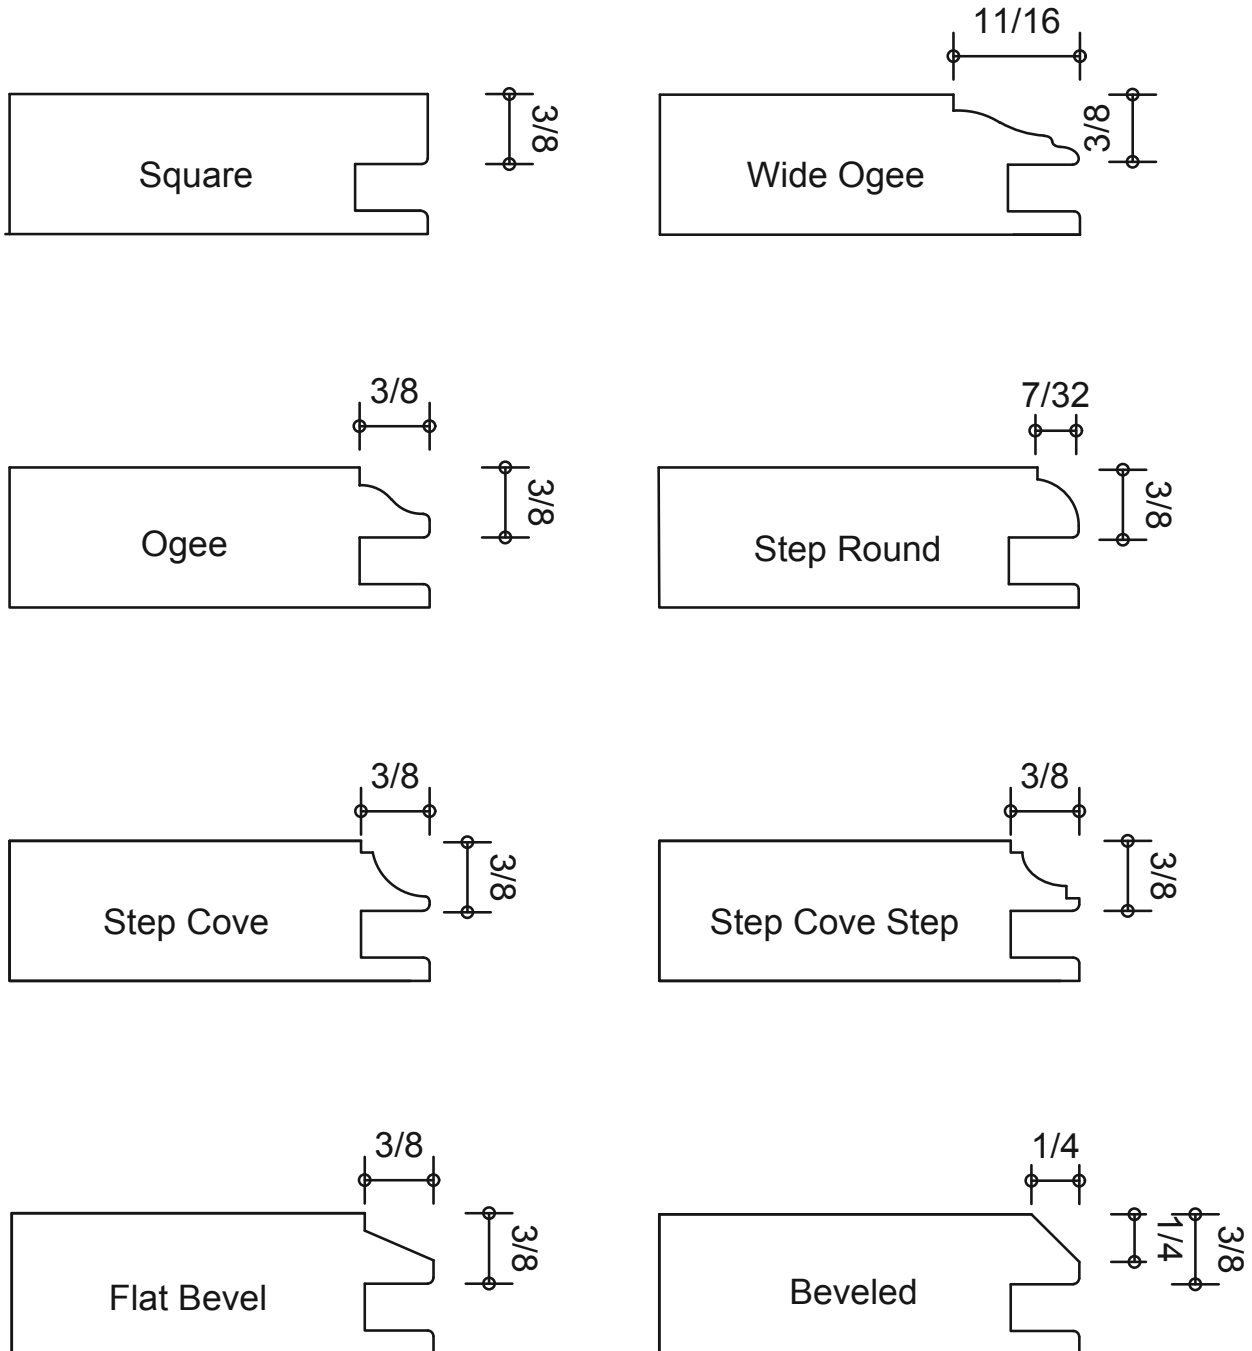 11/16
3/8
3/8
Square
Wide Ogee
3/8
7/32
3/8
3/8
Ogee
Step Round
3/8
3/8
3/8
3/8
Step Cove
Step Cove Step
3/8
1/4
3/8
1/4
3/8
Flat Bevel
Beveled